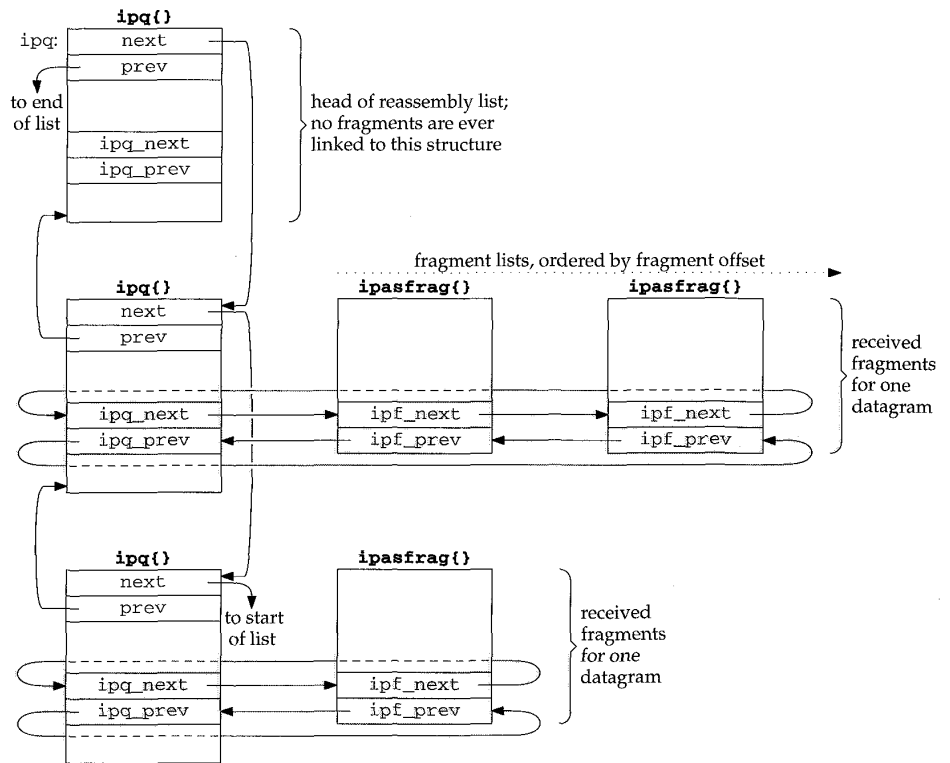 ipq{}
ipq:
next
prev
to end
of list
ipq_next
ipq_prev
head of reassembly list;
no fragments are ever
linked to this structure
fragment lists, ordered by fragment offset
ipq{}
ipasfrag{}
ipasfrag{}
next
prev
ipq_next
ipf_next
ipf_next
ipq_prev
ipf_prev
ipf_prev
received
fragments
for one
datagram
ipq{}
ipasfrag{}
next
prev
to start
of list
ipq_next
ipf_next
ipq_prev
ipf_prev
received
fragments
for one
datagram